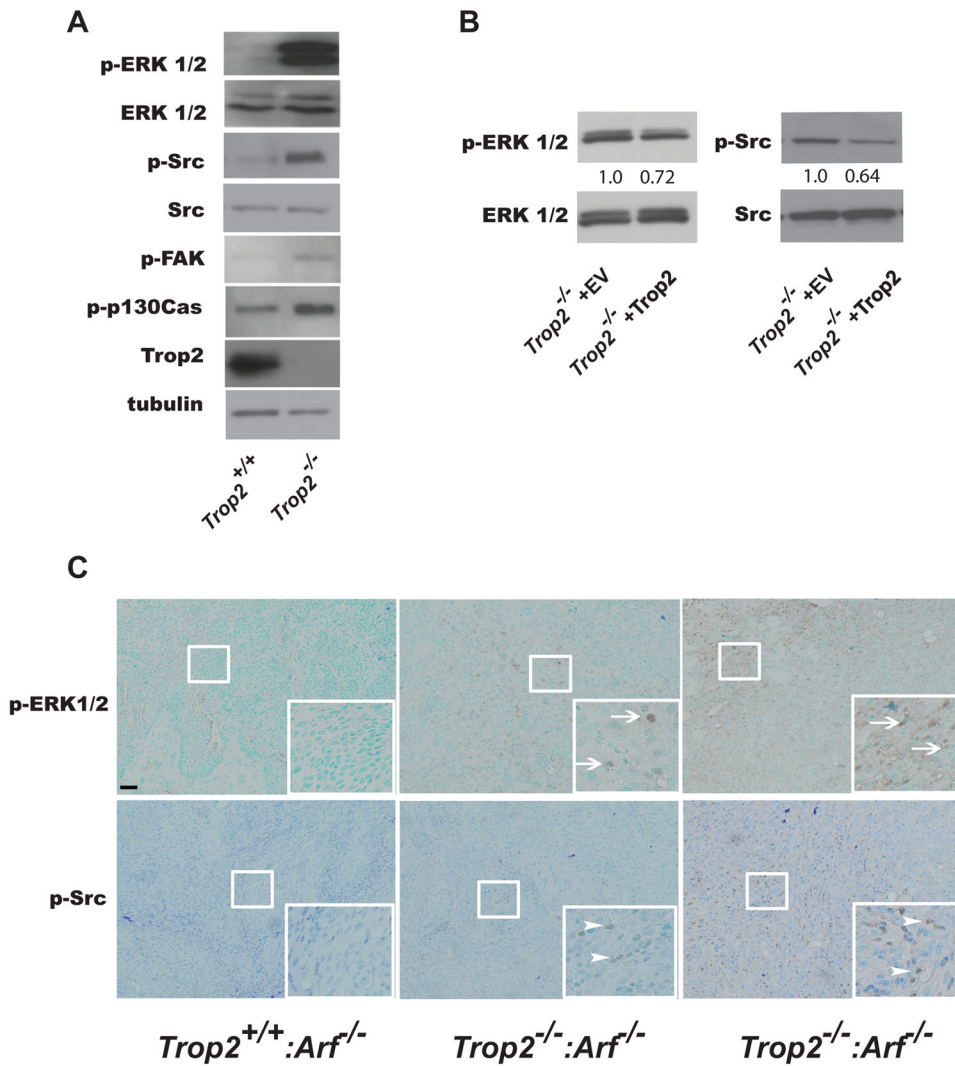 A
p-ERK 1/2
ERK 1/2
p-Src
Src
p-FAK
p-p130Cas
Trop2
tubulin
Trop2+/+
Trop2-/-
B
p-ERK 1/2
1.0 0.72
ERK 1/2
Trop2-/- +EV
Trop2-/- +Trop2
p-Src
1.0 0.64
Src
Trop2-/- +EV
Trop2-/- +Trop2
C
p-ERK1/2
p-Src
Trop2+/+:Arf-/-
Trop2-/-:Arf-/-
Trop2-/-:Arf-/-